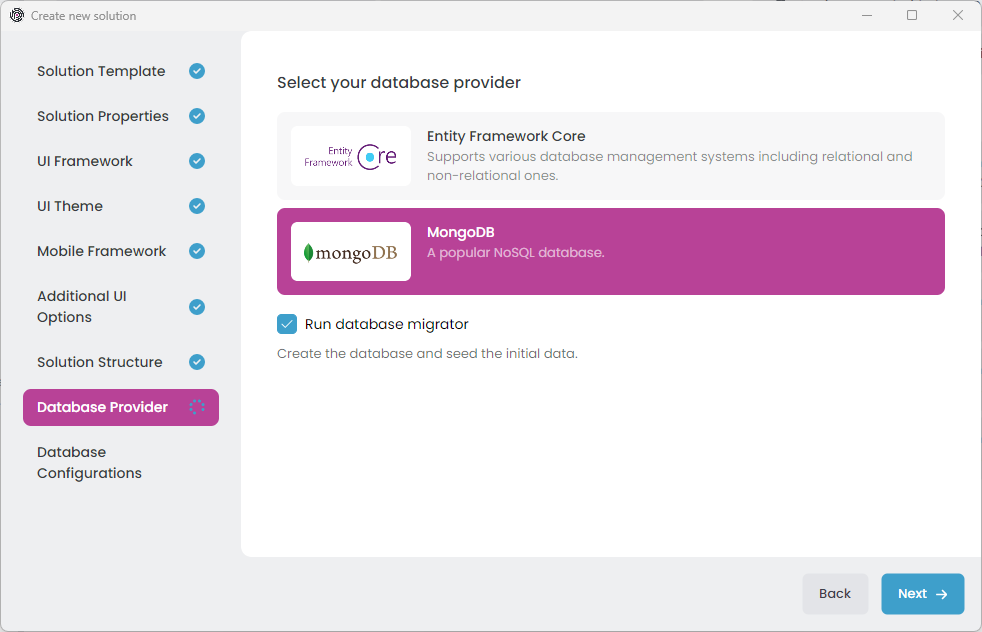 Create new solution
Solution Template
Solution Properties
UI Framework
UI Theme
Mobile Framework
Additional UI
Options
Solution Structure
Database Provider
Database
Configurations
Select your database provider
Entity
Framework Core
Entity Framework Core
Supports various database management systems including relational and
non-relational ones.
mongoDB
MongoDB
A popular NoSQL database.
Run database migrator
Create the database and seed the initial data.
Back
Next →